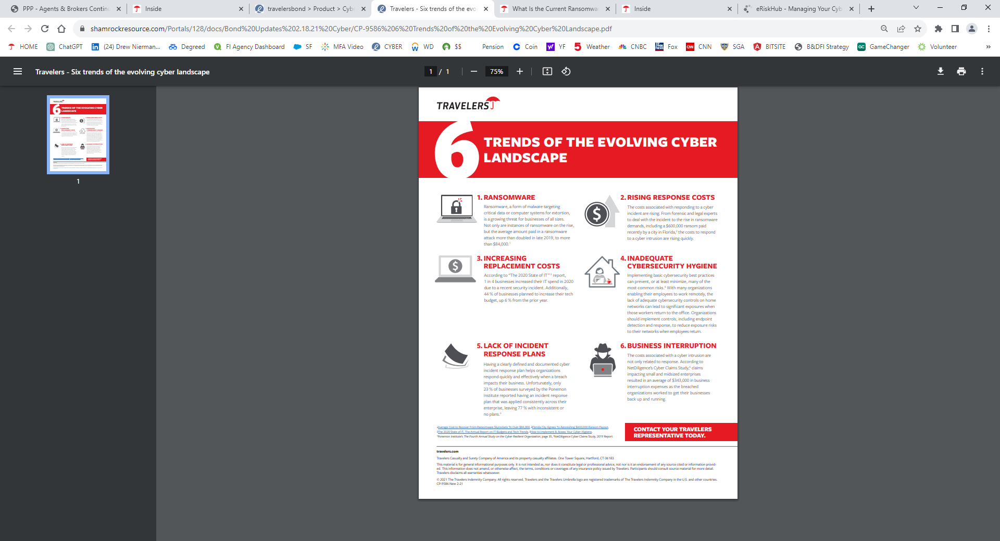 PPP - Agents & Brokers Contin
Inside
travelersbond > Product > Cybe
Travelers - Six trends of the evo
What Is the Current Ransomwa
Inside
eRiskHub - Managing Your Cyb
shamrockresource.com/Portals/128/docs/Bond%20Updates%202.18.21%20Cyber/CP-9586%206%20Trends%20of%20the%20Evolving%20Cyber%20Landscape.pdf
HOME
ChatGPT
(24) Drew Nierman...
Degreed
FI Agency Dashboard
SF
MFA Video
CYBER
WD
$$
Pension
Coin
YF
Weather
CNBC
Fox
CNN
SGA
BITSITE
B&DFI Strategy
GameChanger
Volunteer
»
Travelers - Six trends of the evolving cyber landscape
1 / 1
75%
1
TRAVELERS
6 TRENDS OF THE EVOLVING CYBER
LANDSCAPE
1. RANSOMWARE
Ransomware, a form of malware targeting
critical data or computer systems for extortion,
is a growing threat for businesses of all sizes.
Not only are instances of ransomware on the rise,
but the average amount paid in a ransomware
attack more than doubled in late 2019, to more
than $84,000.¹
2. RISING RESPONSE COSTS
The costs associated with responding to a cyber
incident are rising. From forensic and legal experts
to deal with the incident to the rise in ransomware
demands, including a $600,000 ransom paid
recently by a city in Florida,² the costs to respond
to a cyber intrusion are rising quickly.
3. INCREASING
REPLACEMENT COSTS
According to "The 2020 State of IT"³ report,
1 in 4 businesses increased their IT spend in 2020
due to a recent security incident. Additionally,
44 % of businesses planned to increase their tech
budget, up 6 % from the prior year.
4. INADEQUATE
CYBERSECURITY HYGIENE
Implementing basic cybersecurity best practices
can prevent, or at least minimize, many of the
most common risks.⁴ With many organizations
enabling their employees to work remotely, the
lack of adequate cybersecurity controls on home
networks can lead to significant exposures when
those workers return to the office. Organizations
should implement controls, including endpoint
detection and response, to reduce exposure risks
to their networks when employees return.
5. LACK OF INCIDENT
RESPONSE PLANS
Having a clearly defined and documented cyber
incident response plan helps organizations
respond quickly and effectively when a breach
impacts their business. Unfortunately, only
23 % of businesses surveyed by the Ponemon
Institute reported having an incident response
plan that was applied consistently across their
enterprise, leaving 77 % with inconsistent or
no plans.⁵
6. BUSINESS INTERRUPTION
The costs associated with a cyber intrusion are
not only related to response. According to
NetDiligence's Cyber Claims Study,⁶ claims
impacting small and midsized enterprises
resulted in an average of $343,000 in business
interruption expenses as the breached
organizations worked to get their businesses
back up and running.
¹Average Cost to Recover From Ransomware Skyrockets To Over $84,000, ²Florida City Agrees To Astonishing $600,000 Ransom Payout,
³The 2020 State of IT, The Annual Report on IT Budgets and Tech Trends, ⁴How to Implement & Assess Your Cyber Hygiene,
⁵Ponemon Institute's The Fourth Annual Study on the Cyber Resilient Organization, page 35, ⁶NetDiligence Cyber Claims Study, 2019 Report
CONTACT YOUR TRAVELERS
REPRESENTATIVE TODAY.
travelers.com
Travelers Casualty and Surety Company of America and its property casualty affiliates. One Tower Square, Hartford, CT 06183
This material is for general informational purposes only. It is not intended as, nor does it constitute legal or professional advice, not nor is it an endorsement of any source cited or information provid-
ed. This information does not amend, or otherwise affect, the terms, conditions or coverages of any insurance policy issued by Travelers. Participants should consult source material for more detail.
Travelers disclaims all warranties whatsoever.
© 2021 The Travelers Indemnity Company. All rights reserved. Travelers and the Travelers Umbrella logo are registered trademarks of The Travelers Indemnity Company in the U.S. and other countries.
CP-9586 New 2-21